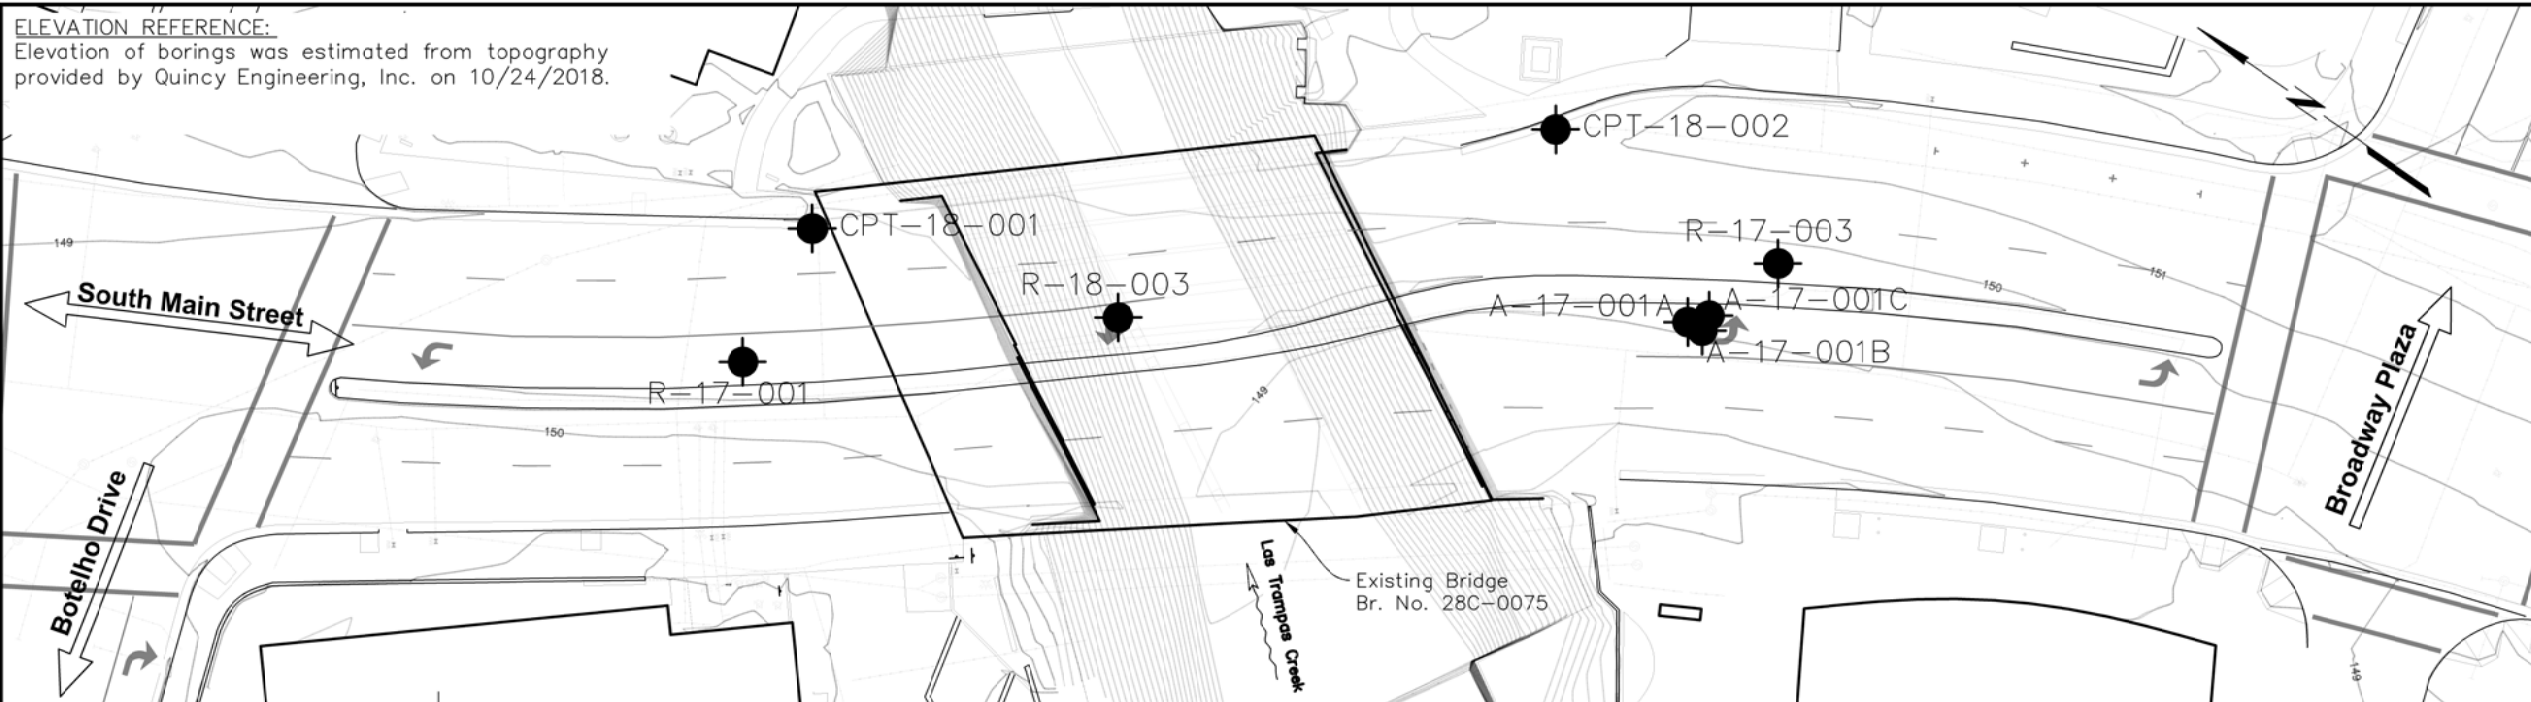 ELEVATION REFERENCE:
Elevation of borings was estimated from topography
provided by Quincy Engineering, Inc. on 10/24/2018.
CPT-18-002
CPT-18-001
149
R-17-003
R-18-003
151
150
South Main Street
A-17-001A
A-17-001C
A-17-001B
R-17-001
149
150
Broadway Plaza
Botelho Drive
Las Trampas Creek
Existing Bridge
Br. No. 28C-0075
149